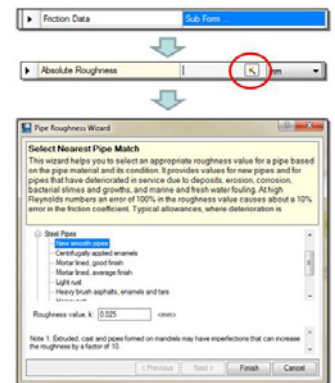 Friction Data Sub Form ...
Absolute Roughness mm
Pipe Roughness Wizard
Select Nearest Pipe Match
This wizard helps you to select an appropriate roughness value for a pipe based
on the pipe material and its condition. It provides values for new pipes and for
pipes that have deteriorated in service due to deposits, erosion, corrosion,
bacterial slimes and growths, and marine and fresh water fouling. At high
Reynolds numbers an error of 100% in the roughness value causes about a 10%
error in the friction coefficient. Typical allowances, where deterioration is
Steel Pipes
New smooth pipes
Centrifugally applied enamels
Mortar lined, good finish
Mortar lined, average finish
Light rust
Heavy brush asphalts, enamels and tars
Roughness value, k: 0.025 <mm>
Note 1. Extruded, cast and pipes formed on mandrels may have imperfections that can increase
the roughness by a factor of 10.
< Previous Next > Finish Cancel